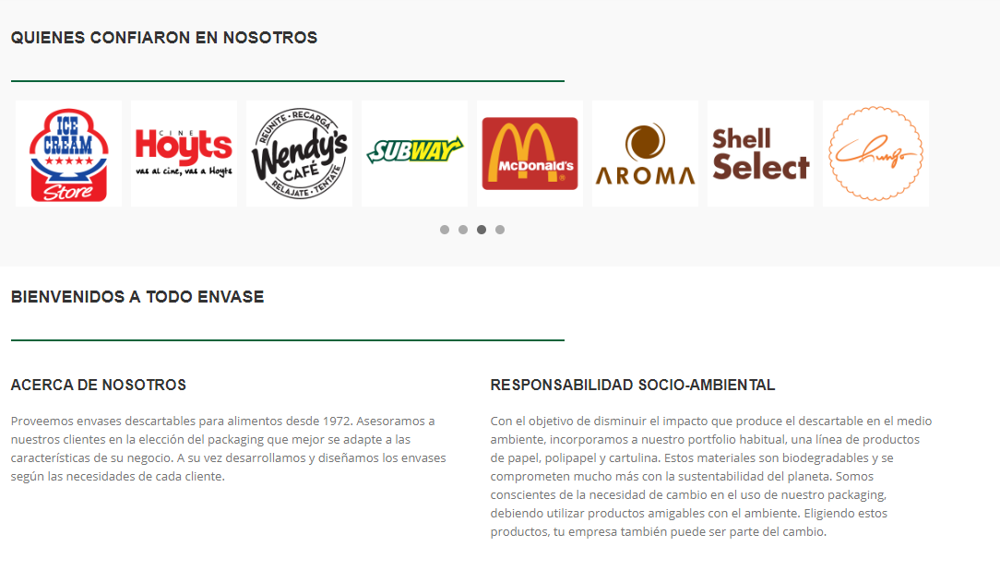 QUIENES CONFIARON EN NOSOTROS
ICE
CREAM
Store
CINE
Hoyts
vas al cine, vas a Hoyts
REUNITE • RECARGA
Wendy's
CAFÉ
RELAJATE • TENTATE
SUBWAY
McDonald's
AROMA
Shell
Select
Chungo
BIENVENIDOS A TODO ENVASE
ACERCA DE NOSOTROS
Proveemos envases descartables para alimentos desde 1972. Asesoramos a
nuestros clientes en la elección del packaging que mejor se adapte a las
características de su negocio. A su vez desarrollamos y diseñamos los envases
según las necesidades de cada cliente.
RESPONSABILIDAD SOCIO-AMBIENTAL
Con el objetivo de disminuir el impacto que produce el descartable en el medio
ambiente, incorporamos a nuestro portfolio habitual, una línea de productos
de papel, polipapel y cartulina. Estos materiales son biodegradables y se
comprometen mucho más con la sustentabilidad del planeta. Somos
conscientes de la necesidad de cambio en el uso de nuestro packaging,
debiendo utilizar productos amigables con el ambiente. Eligiendo estos
productos, tu empresa también puede ser parte del cambio.